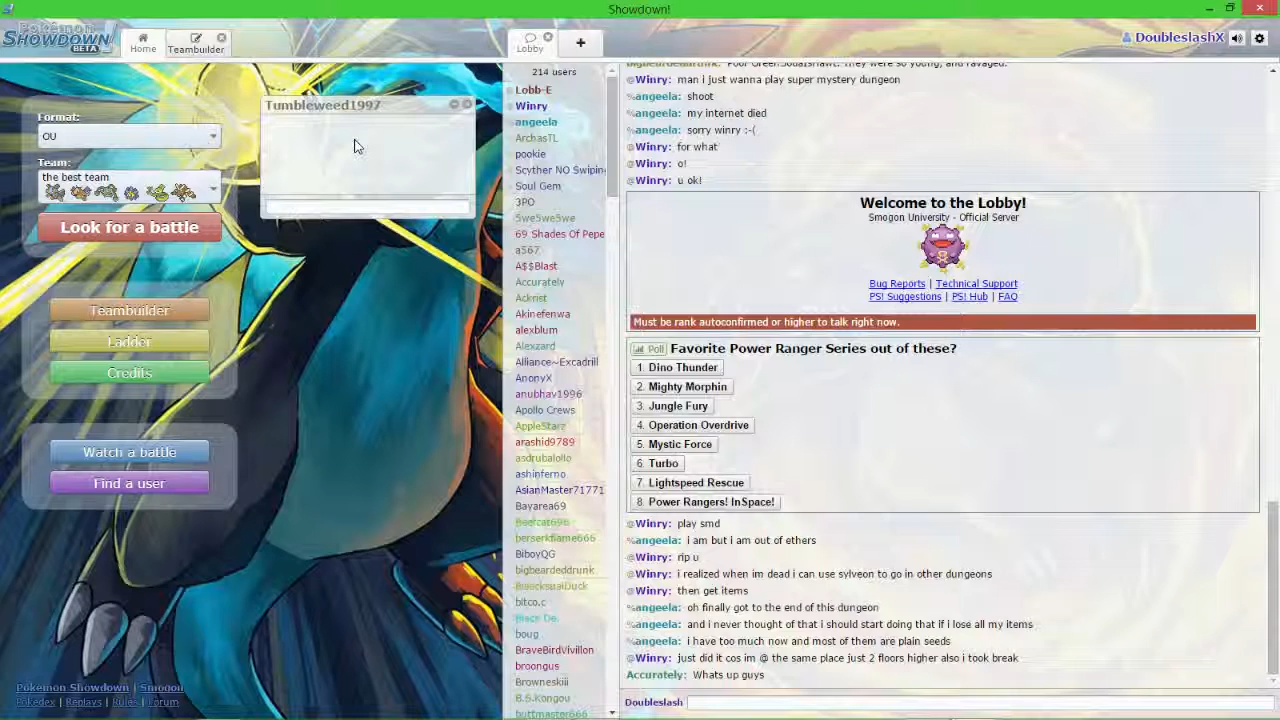 Showdown!
Pokémon
SHOWDOWN!
BETA
Home
Teambuilder
Lobby
DoubleslashX
Format:
OU
Team:
the best team
Look for a battle
Teambuilder
Ladder
Credits
Watch a battle
Find a user
Pokemon Showdown | Smogon
Pokedex | Replays | Rules | Forum
Tumbleweed1997
214 users
Lobb-E
Winry
angeela
ArchasTL
pookie
Scyther NO Swiping
Soul Gem
3PO
5we5we5we
69 Shades Of Pepe
a567
A$$Blast
Accurately
Ackrist
Akinefenwa
alexblum
Alexzard
Alliance~Excadrill
AnonyX
anubhav1996
Apollo Crews
AppleStarz
arashid9789
asdrubalollo
ashinferno
AsianMaster71771
Bayarea69
Beefcat696
berserkflame666
BiboyQG
bigbeardeddrunk
BisecksualDuck
bitco.c
Black De.
boug
BraveBirdVivillon
broongus
Browneskiii
B.S.Kongou
buttmaster666
@Winry: man i just wanna play super mystery dungeon
%angeela: shoot
%angeela: my internet died
%angeela: sorry winry :-(
@Winry: for what
@Winry: o!
@Winry: u ok!
Welcome to the Lobby!
Smogon University - Official Server
Bug Reports | Technical Support
PS! Suggestions | PS! Hub | FAQ
Must be rank autoconfirmed or higher to talk right now.
Poll Favorite Power Ranger Series out of these?
1. Dino Thunder
2. Mighty Morphin
3. Jungle Fury
4. Operation Overdrive
5. Mystic Force
6. Turbo
7. Lightspeed Rescue
8. Power Rangers! InSpace!
@Winry: play smd
%angeela: i am but i am out of ethers
@Winry: rip u
@Winry: i realized when im dead i can use sylveon to go in other dungeons
@Winry: then get items
%angeela: oh finally got to the end of this dungeon
%angeela: and i never thought of that i should start doing that if i lose all my items
%angeela: i have too much now and most of them are plain seeds
@Winry: just did it cos im @ the same place just 2 floors higher also i took break
Accurately: Whats up guys
Doubleslash